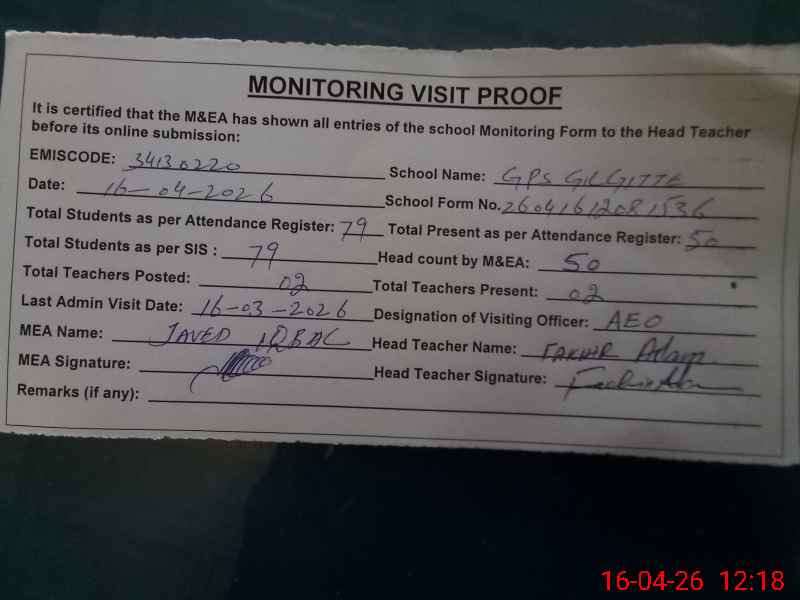 MONITORING VISIT PROOF
It is certified that the M&EA has shown all entries of the school Monitoring Form to the Head Teacher
before its online submission:
EMISCODE: 34130220 School Name: GPS GILGITTE
Date: 16-04-2026 School Form No. 26041612081536
Total Students as per Attendance Register: 79 Total Present as per Attendance Register: 50
Total Students as per SIS : 79 Head count by M&EA: 50
Total Teachers Posted: 02 Total Teachers Present: 02
Last Admin Visit Date: 16-03-2026 Designation of Visiting Officer: AEO
MEA Name: JAVED IQBAL Head Teacher Name: FAKHR Adam
MEA Signature: Head Teacher Signature:
Remarks (if any):
16-04-26 12:18